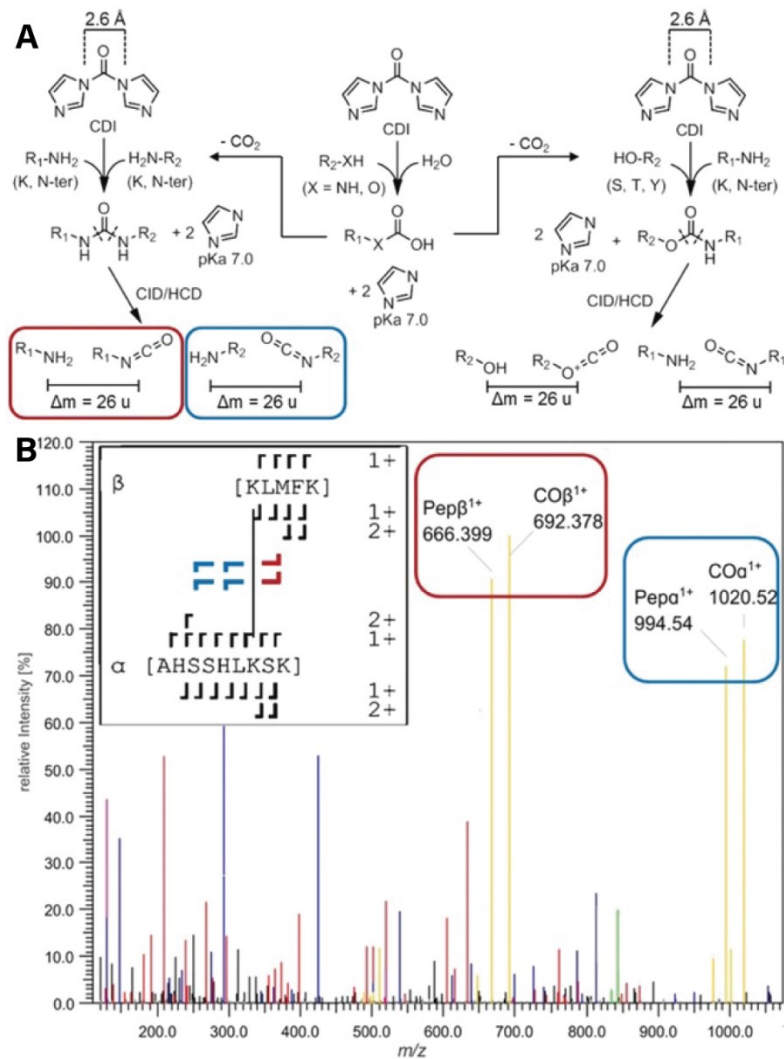 A
2.6 Å
O
N N
N N
CDI
R₁-NH₂ H₂N-R₂
(K, N-ter) (K, N-ter)
O
R₁ N N R₂
H H
+ 2 N
N
H
pKa 7.0
CID/HCD
R₁ NH₂ R₁ N C O
Δm = 26 u
H₂N R₂ O C N R₂
Δm = 26 u
O
N N
N N
CDI
R₂-XH H₂O
(X = NH, O)
- CO₂
- CO₂
O
R₁ X OH
+ 2 N
N
H
pKa 7.0
2.6 Å
O
N N
N N
CDI
HO-R₂ R₁-NH₂
(S, T, Y) (K, N-ter)
2 N
N
H
pKa 7.0
+
O
R₂ O N R₁
H
CID/HCD
R₂ OH R₂ O⁺ C O
Δm = 26 u
R₁ NH₂ O C N R₁
Δm = 26 u
B
120.0
110.0
100.0
90.0
80.0
70.0
60.0
50.0
40.0
30.0
20.0
10.0
0.0
relative Intensity [%]
β
1+
[KLMFK]
1+
2+
2+
1+
α [AHSSHLKSK]
1+
2+
Pepβ¹⁺
666.399
COβ¹⁺
692.378
Pepα¹⁺
994.54
COα¹⁺
1020.52
200.0 300.0 400.0 500.0 600.0 700.0 800.0 900.0 1000.0
m/z